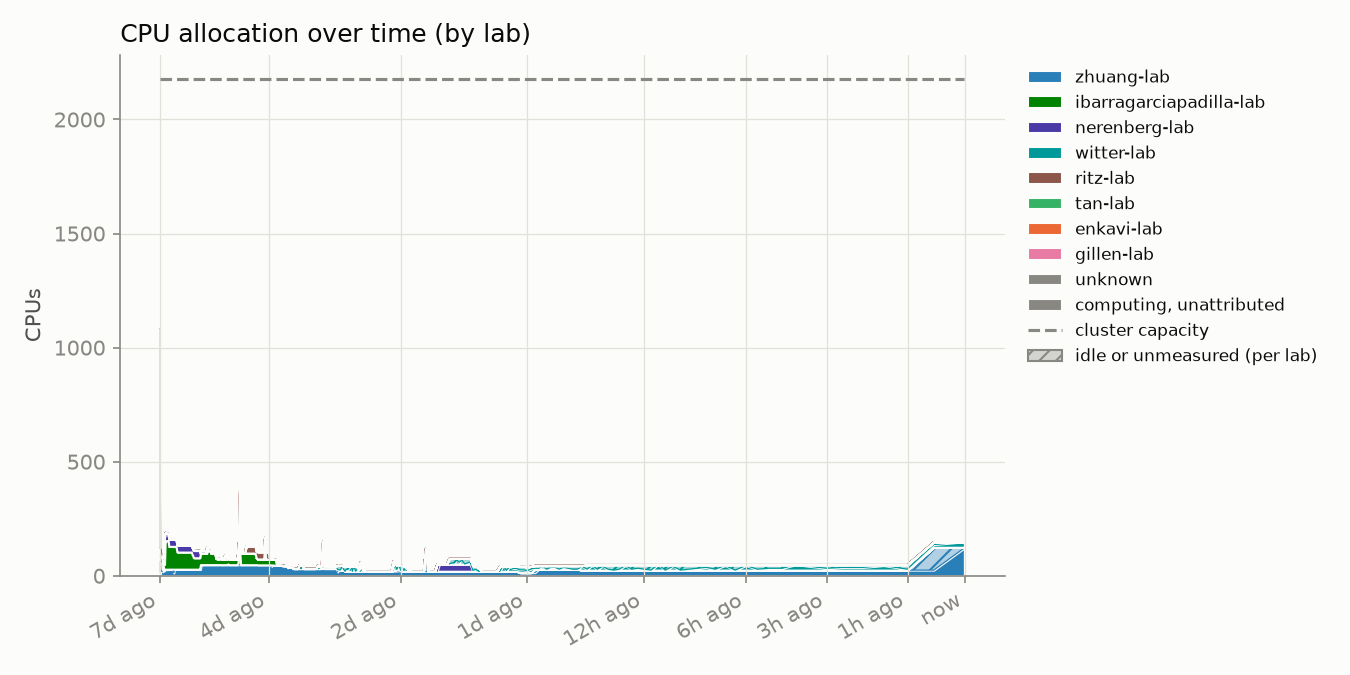 CPU allocation over time (by lab)
CPUs
2000
1500
1000
500
0
7d ago
4d ago
2d ago
1d ago
12h ago
6h ago
3h ago
1h ago
now
zhuang-lab
ibarragarciapadilla-lab
nerenberg-lab
witter-lab
ritz-lab
tan-lab
enkavi-lab
gillen-lab
unknown
computing, unattributed
cluster capacity
idle or unmeasured (per lab)